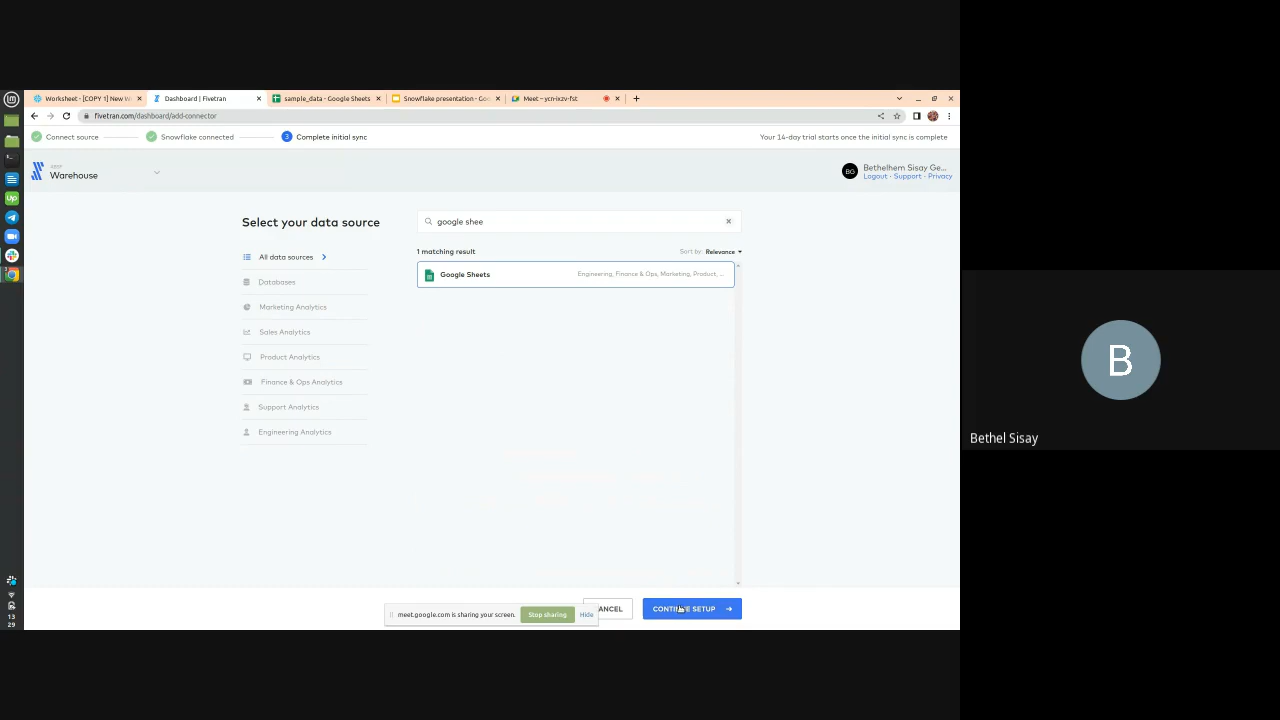 Worksheet - [COPY 1] New W
Dashboard | Fivetran
sample_data - Google Sheets
Snowflake presentation - Goo
Meet – ycn-ixzv-fst
fivetran.com/dashboard/add-connector
Connect source
Snowflake connected
3 Complete initial sync
Your 14-day trial starts once the initial sync is complete
Warehouse
BG
Bethelhem Sisay Ge...
Logout · Support · Privacy
Select your data source
google shee
All data sources
1 matching result
Sort by: Relevance
Google Sheets
Engineering, Finance & Ops, Marketing, Product, ...
Databases
Marketing Analytics
Sales Analytics
Product Analytics
Finance & Ops Analytics
Support Analytics
Engineering Analytics
meet.google.com is sharing your screen.
Stop sharing
Hide
ANCEL
CONTINUE SETUP
Up
13
29
B
Bethel Sisay